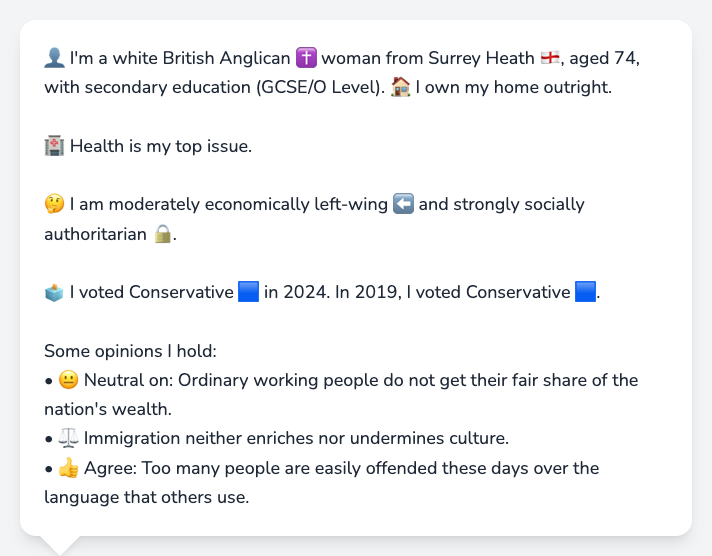 👤 I'm a white British Anglican ✝️ woman from Surrey Heath 🏴󠁧󠁢󠁥󠁮󠁧󠁿, aged 74,
with secondary education (GCSE/O Level). 🏠 I own my home outright.
🏥 Health is my top issue.
🤔 I am moderately economically left-wing ⬅️ and strongly socially
authoritarian 🔒.
🗳️ I voted Conservative 🟦 in 2024. In 2019, I voted Conservative 🟦.
Some opinions I hold:
• 😐 Neutral on: Ordinary working people do not get their fair share of the
nation's wealth.
• ⚖️ Immigration neither enriches nor undermines culture.
• 👍 Agree: Too many people are easily offended these days over the
language that others use.